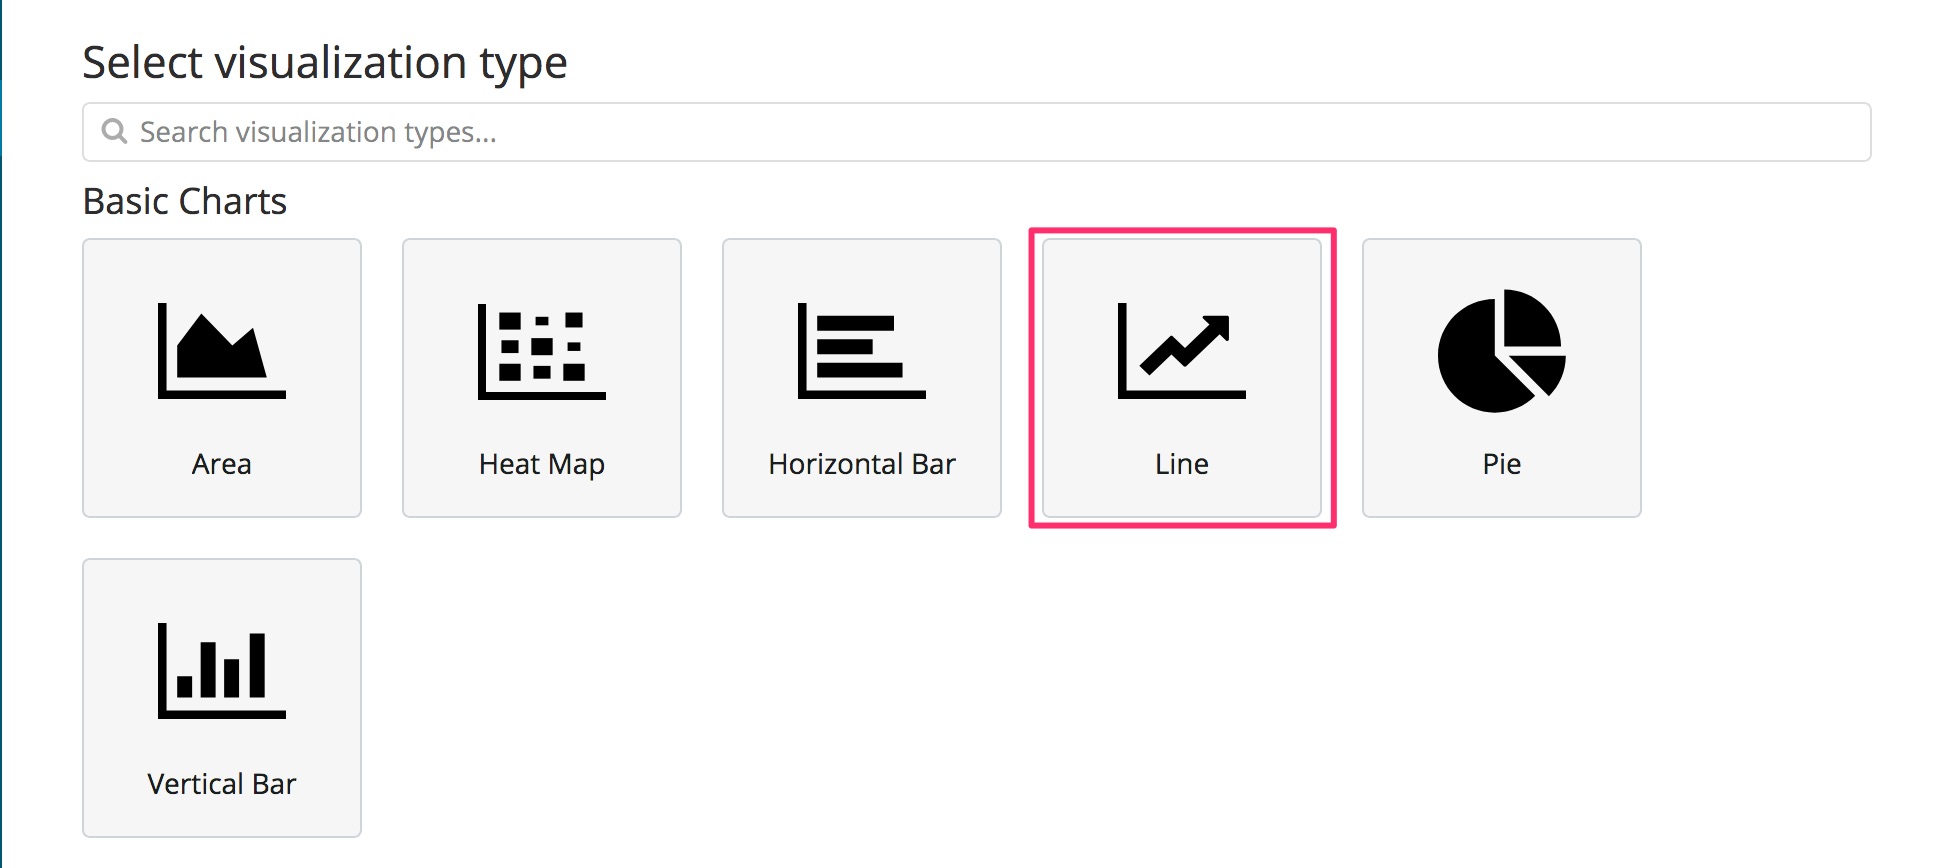 Select visualization type
Search visualization types...
Basic Charts
Area
Heat Map
Horizontal Bar
Line
Pie
Vertical Bar